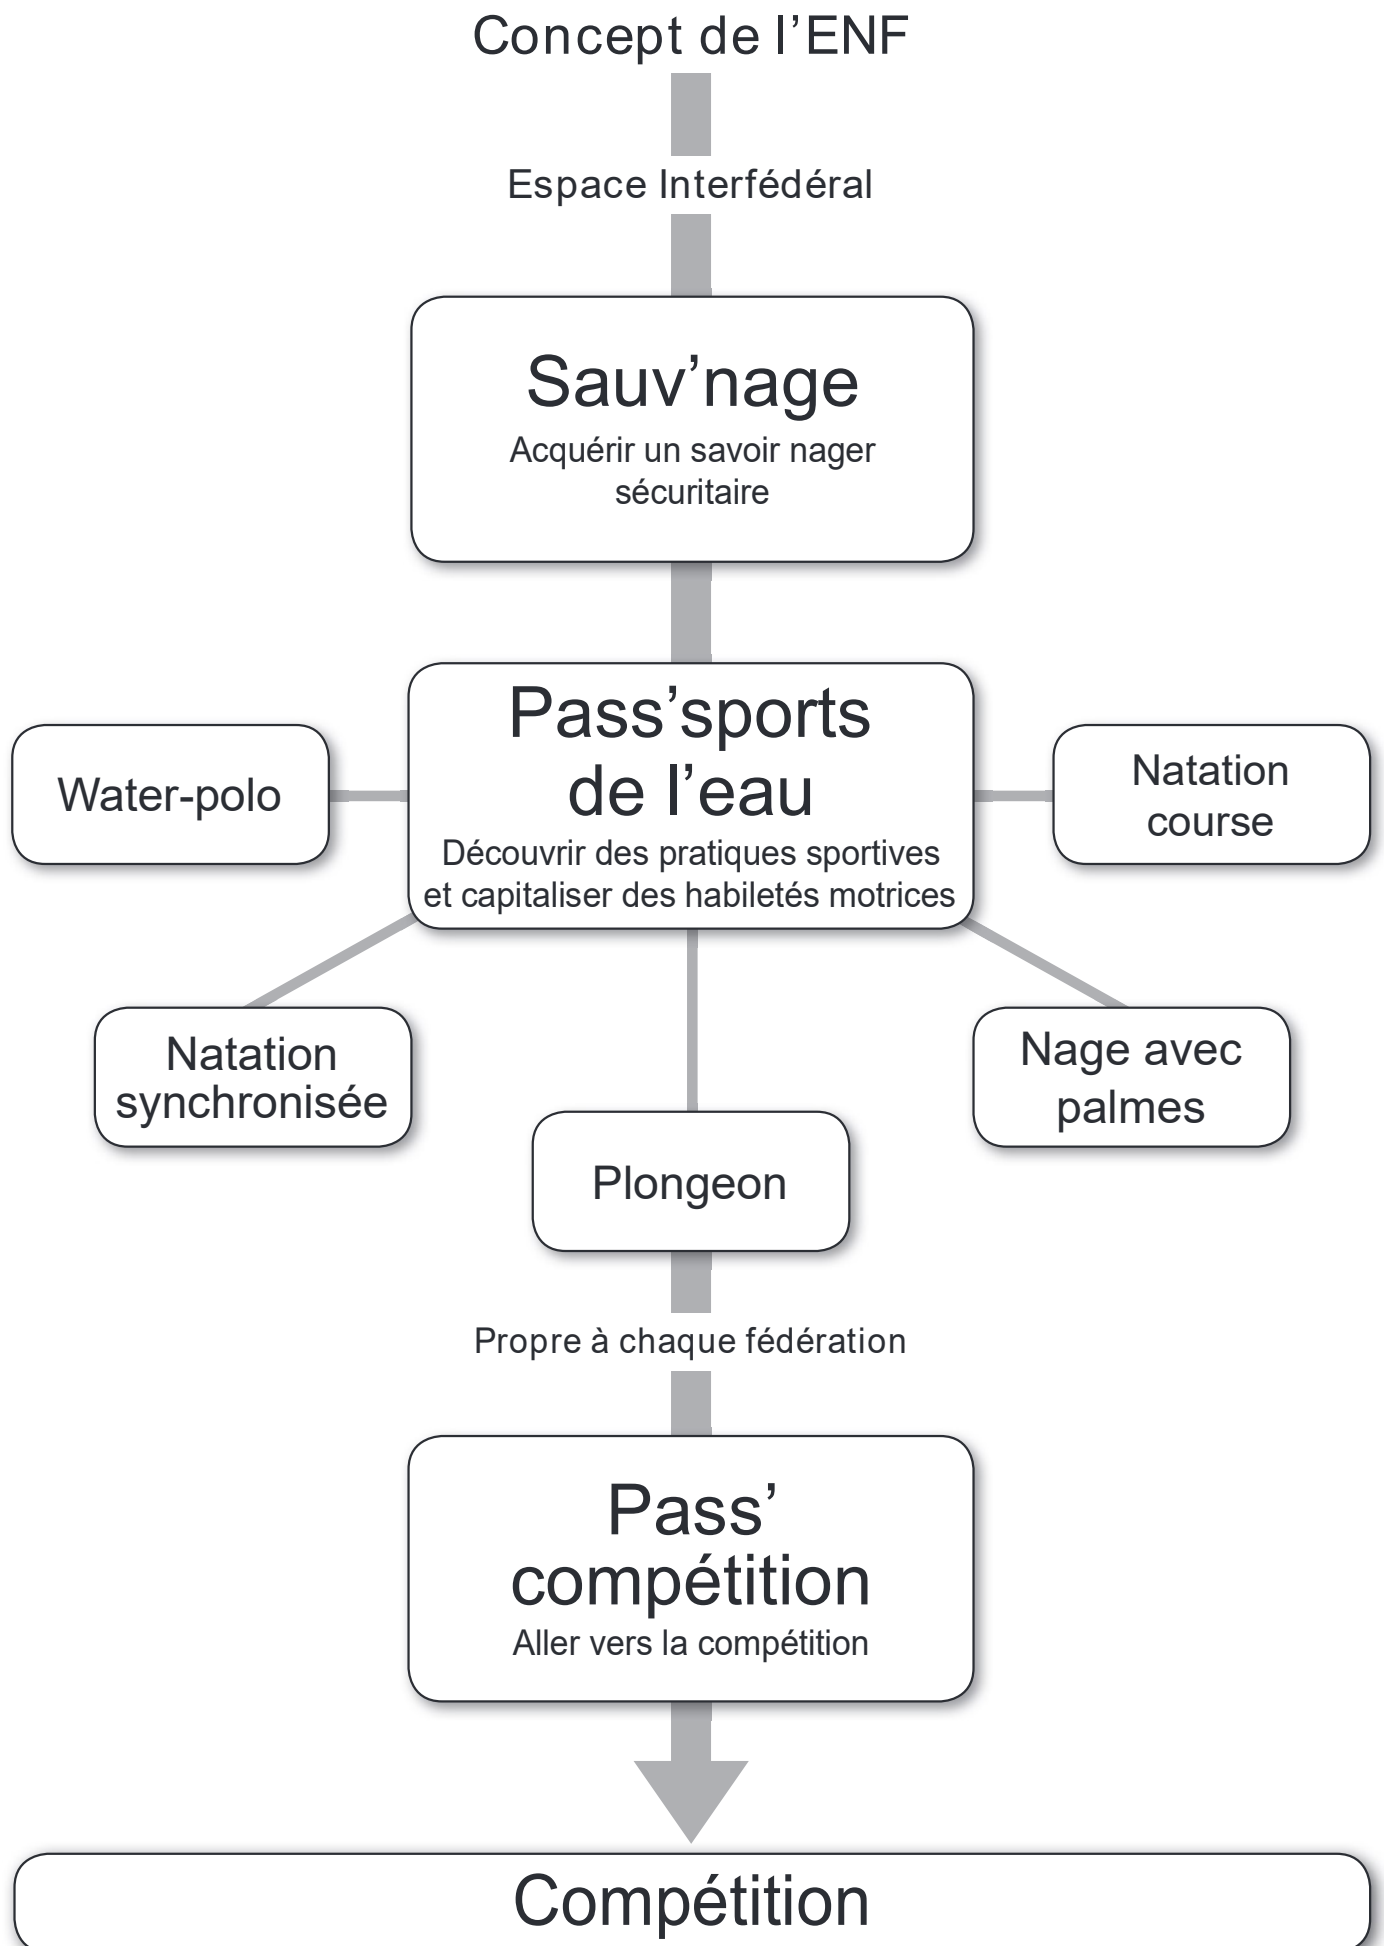 Concept de l’ENF
Espace Interfédéral
Sauv’nage
Acquérir un savoir nager
sécuritaire
Pass’sports
de l’eau
Découvrir des pratiques sportives
et capitaliser des habiletés motrices
Water-polo
Natation
course
Natation
synchronisée
Nage avec
palmes
Plongeon
Propre à chaque fédération
Pass’
compétition
Aller vers la compétition
Compétition